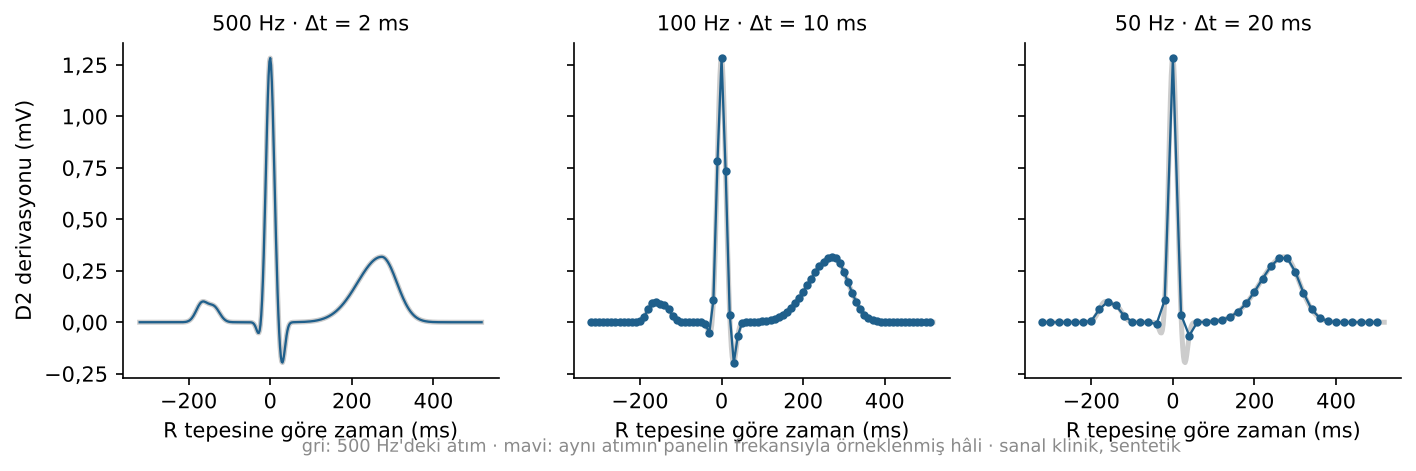 500 Hz · Δt = 2 ms
100 Hz · Δt = 10 ms
50 Hz · Δt = 20 ms
D2 derivasyonu (mV)
1,25
1,00
0,75
0,50
0,25
0,00
−0,25
−200 0 200 400
−200 0 200 400
−200 0 200 400
R tepesine göre zaman (ms)
R tepesine göre zaman (ms)
R tepesine göre zaman (ms)
gri: 500 Hz'deki atım · mavi: aynı atımın panelin frekansıyla örneklenmiş hâli · sanal klinik, sentetik